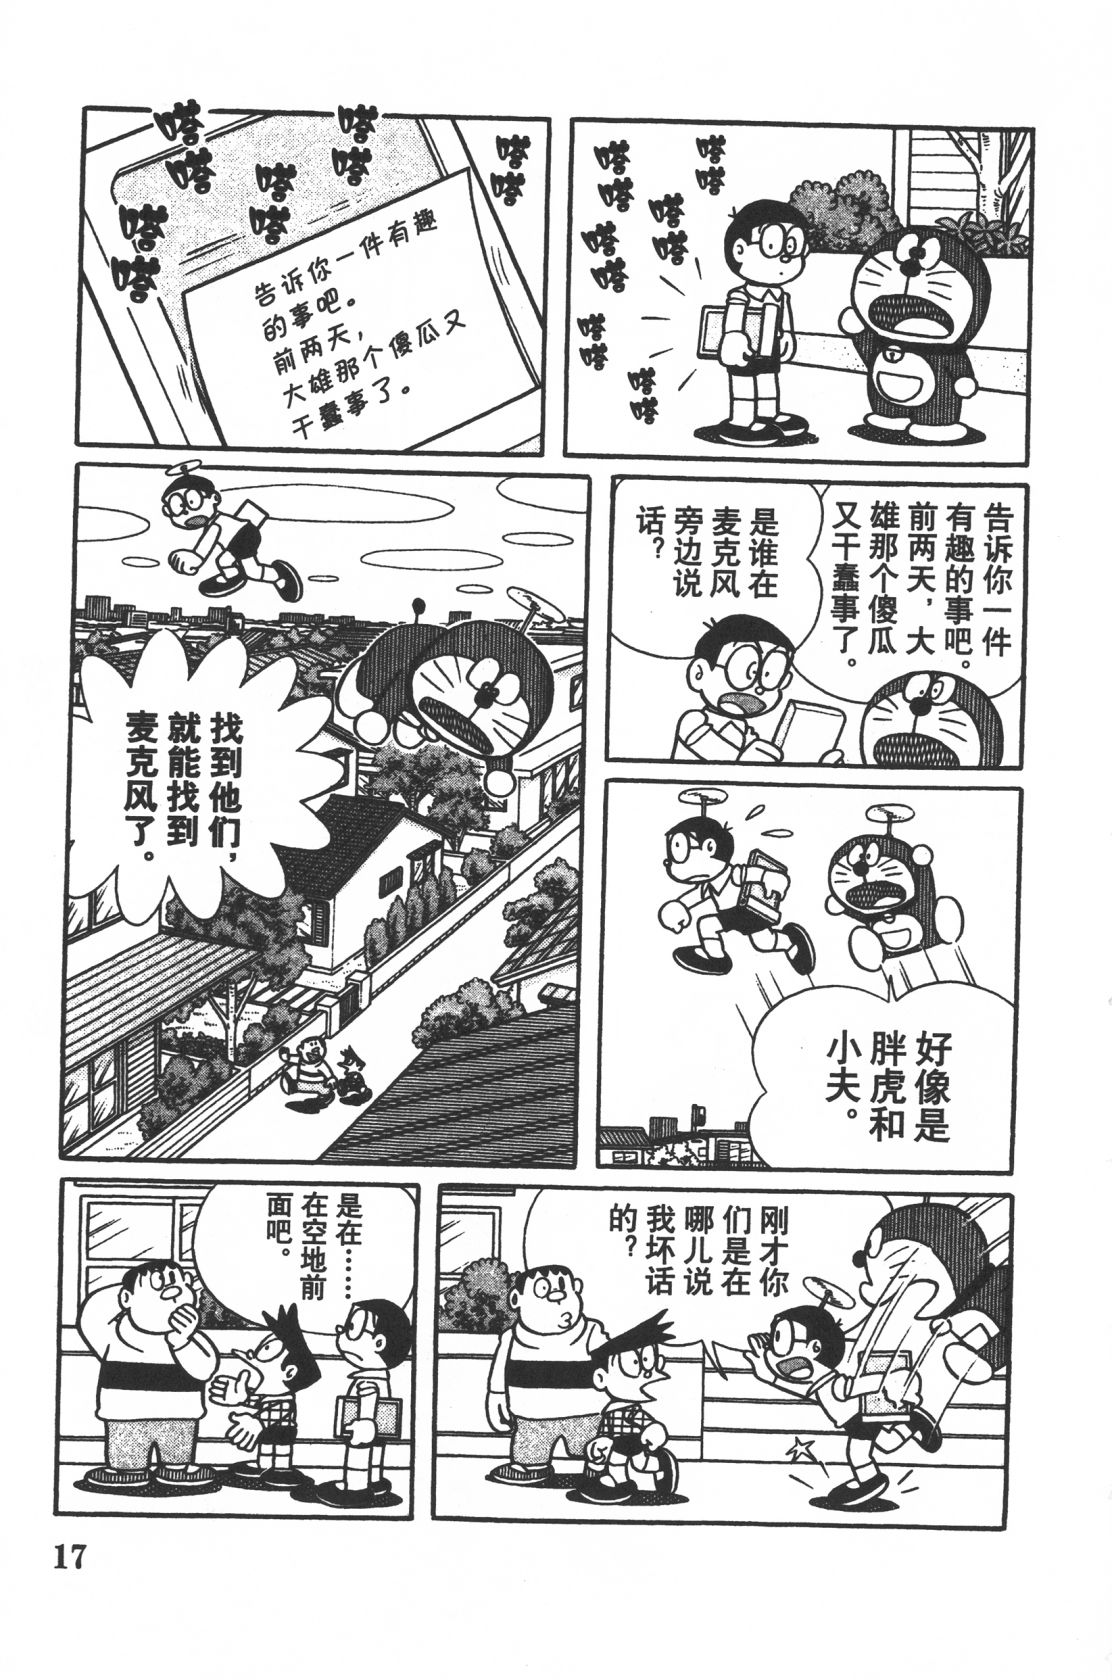 嗒嗒
嗒嗒
嗒嗒
嗒嗒
嗒嗒
嗒嗒
嗒嗒
嗒嗒
嗒嗒
嗒嗒
嗒嗒
告诉你一件有趣
的事吧。
前两天，
大雄那个傻瓜又
干蠢事了。
告诉你一件
有趣的事吧。
前两天，大
雄那个傻瓜
又干蠢事了。
是谁在
麦克风
旁边说
话？
好像是
胖虎和
小夫。
找到他们，
就能找到
麦克风了。
刚才你
们是在
哪儿说
我坏话
的？
是在……
在空地前
面吧。
17